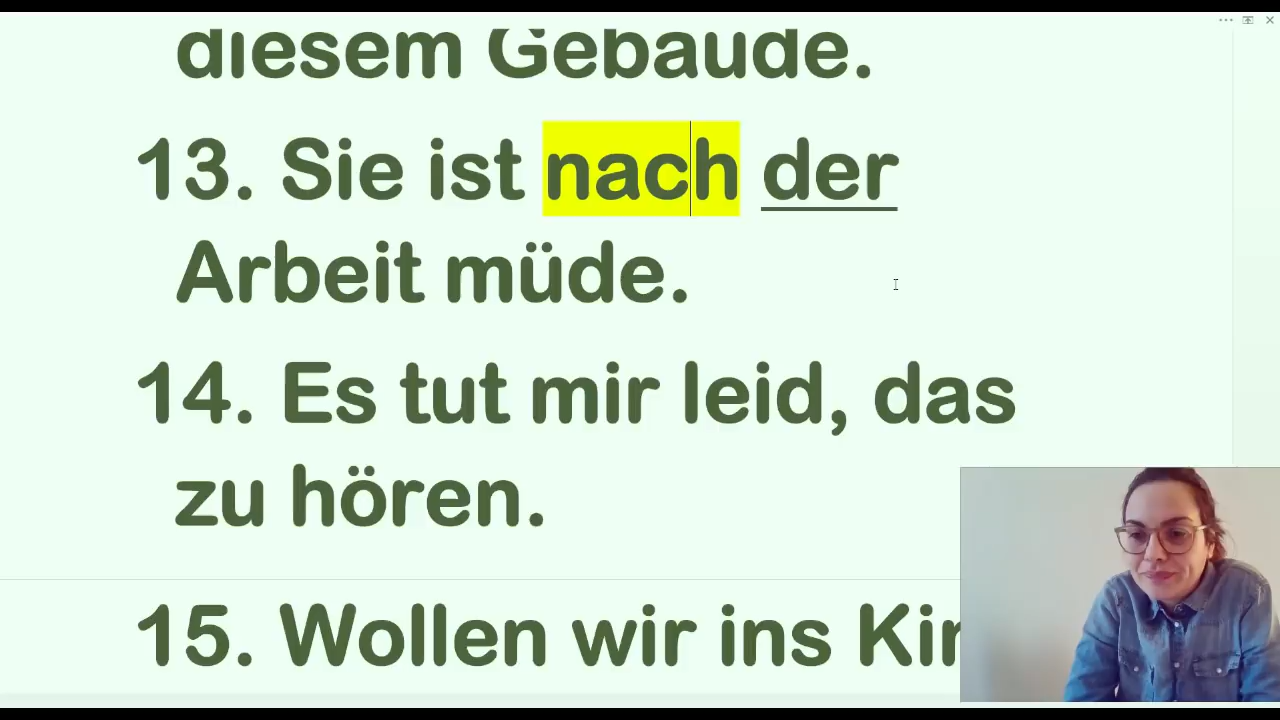 diesem Gebäude.
13. Sie ist nach der
Arbeit müde.
14. Es tut mir leid, das
zu hören.
15. Wollen wir ins